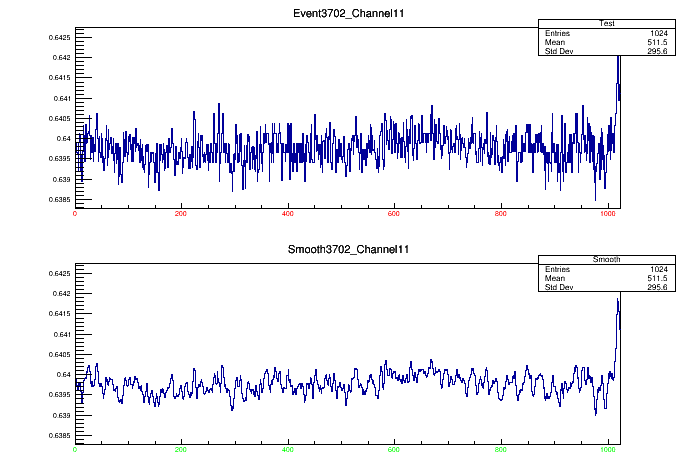 Event3702_Channel11
Test
Entries 1024
Mean 511.5
Std Dev 295.6
0.6425
0.642
0.6415
0.641
0.6405
0.64
0.6395
0.639
0.6385
0 200 400 600 800 1000
Smooth3702_Channel11
Smooth
Entries 1024
Mean 511.5
Std Dev 295.6
0.6425
0.642
0.6415
0.641
0.6405
0.64
0.6395
0.639
0.6385
0 200 400 600 800 1000